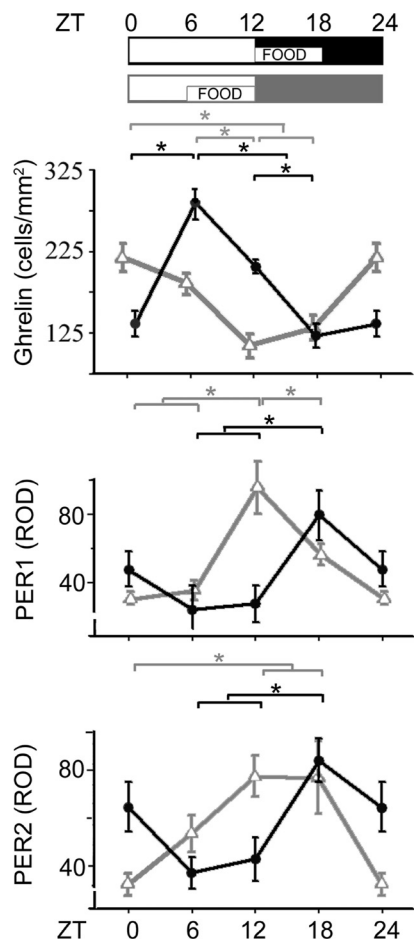 ZT 0 6 12 18 24
FOOD
FOOD
*
* * *
* *
*
325
225
125
Ghrelin (cells/mm²)
* *
*
80
40
PER1 (ROD)
*
*
80
40
PER2 (ROD)
ZT 0 6 12 18 24